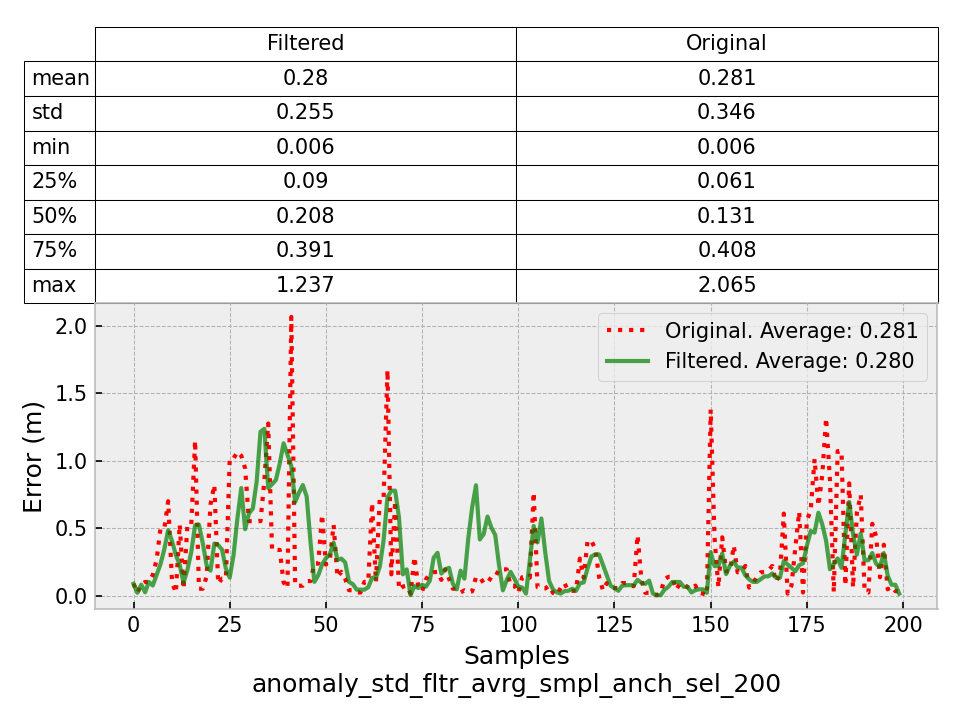 Filtered Original
mean 0.28 0.281
std 0.255 0.346
min 0.006 0.006
25% 0.09 0.061
50% 0.208 0.131
75% 0.391 0.408
max 1.237 2.065
Original. Average: 0.281
Filtered. Average: 0.280
Error (m)
2.0
1.5
1.0
0.5
0.0
0 25 50 75 100 125 150 175 200
Samples
anomaly_std_fltr_avrg_smpl_anch_sel_200